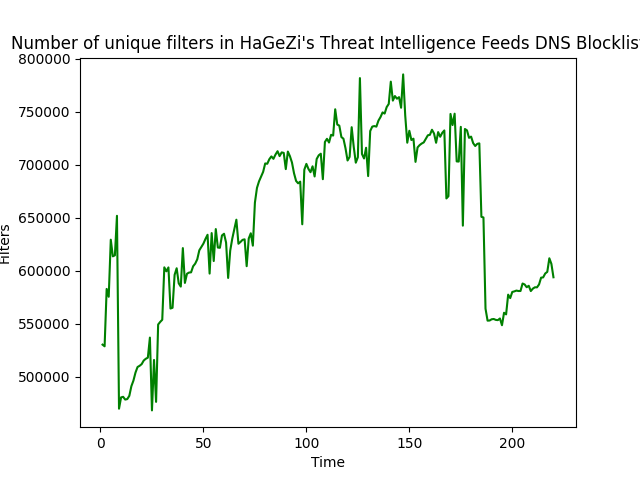 Number of unique filters in HaGeZi's Threat Intelligence Feeds DNS Blocklist
800000
750000
700000
650000
600000
550000
500000
Filters
0 50 100 150 200
Time